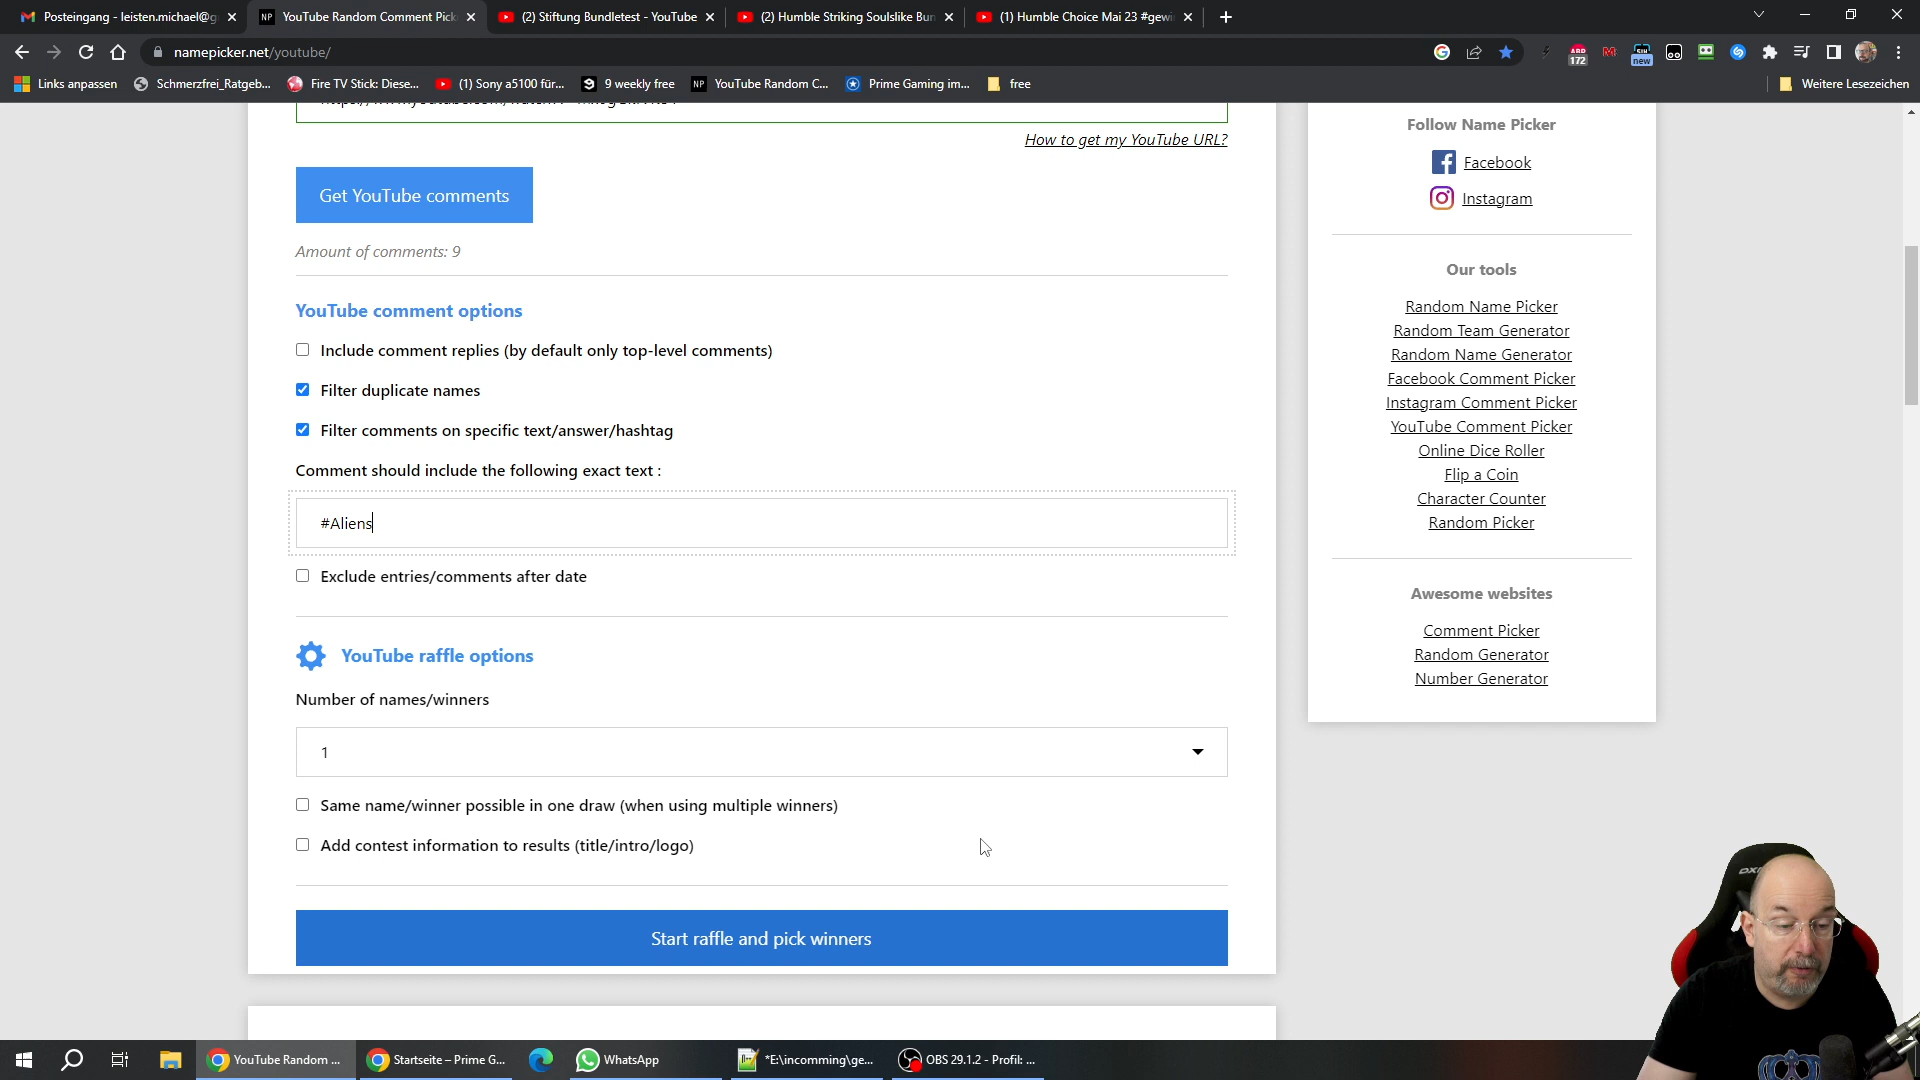 Posteingang - leisten.michael@g
YouTube Random Comment Pick
(2) Stiftung Bundletest - YouTube
(2) Humble Striking Soulslike Bun
(1) Humble Choice Mai 23 #gewi
namepicker.net/youtube/
172
new
Links anpassen
Schmerzfrei_Ratgeb...
Fire TV Stick: Diese...
(1) Sony a5100 für...
9 weekly free
YouTube Random C...
Prime Gaming im...
free
Weitere Lesezeichen
How to get my YouTube URL?
Get YouTube comments
Amount of comments: 9
YouTube comment options
Include comment replies (by default only top-level comments)
Filter duplicate names
Filter comments on specific text/answer/hashtag
Comment should include the following exact text :
#Aliens
Exclude entries/comments after date
YouTube raffle options
Number of names/winners
1
Same name/winner possible in one draw (when using multiple winners)
Add contest information to results (title/intro/logo)
Start raffle and pick winners
Follow Name Picker
Facebook
Instagram
Our tools
Random Name Picker
Random Team Generator
Random Name Generator
Facebook Comment Picker
Instagram Comment Picker
YouTube Comment Picker
Online Dice Roller
Flip a Coin
Character Counter
Random Picker
Awesome websites
Comment Picker
Random Generator
Number Generator
YouTube Random ...
Startseite – Prime G...
WhatsApp
*E:\incomming\ge...
OBS 29.1.2 - Profil: ...